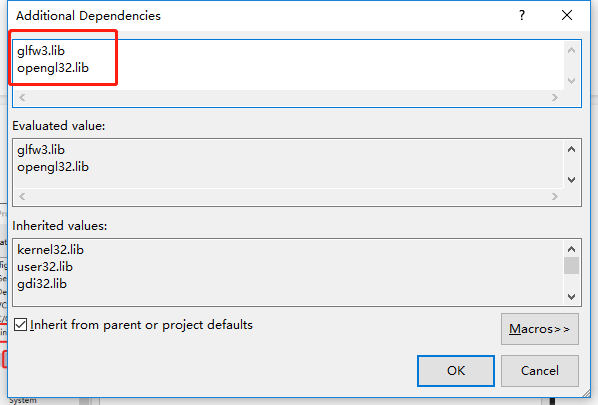 Additional Dependencies
?
glfw3.lib
opengl32.lib
Evaluated value:
glfw3.lib
opengl32.lib
Inherited values:
kernel32.lib
user32.lib
gdi32.lib
Inherit from parent or project defaults
Macros>>
OK
Cancel
System